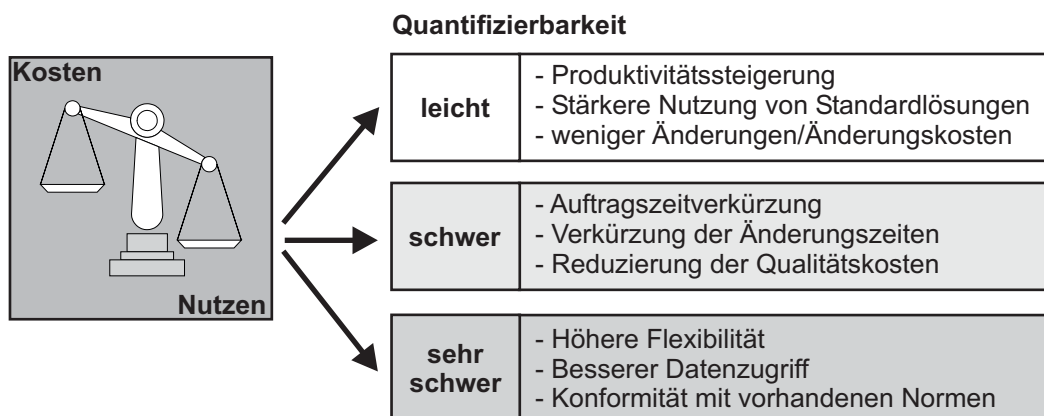 Quantifizierbarkeit
Kosten
Nutzen
leicht
- Produktivitätssteigerung
- Stärkere Nutzung von Standardlösungen
- weniger Änderungen/Änderungskosten
schwer
- Auftragszeitverkürzung
- Verkürzung der Änderungszeiten
- Reduzierung der Qualitätskosten
sehr
schwer
- Höhere Flexibilität
- Besserer Datenzugriff
- Konformität mit vorhandenen Normen